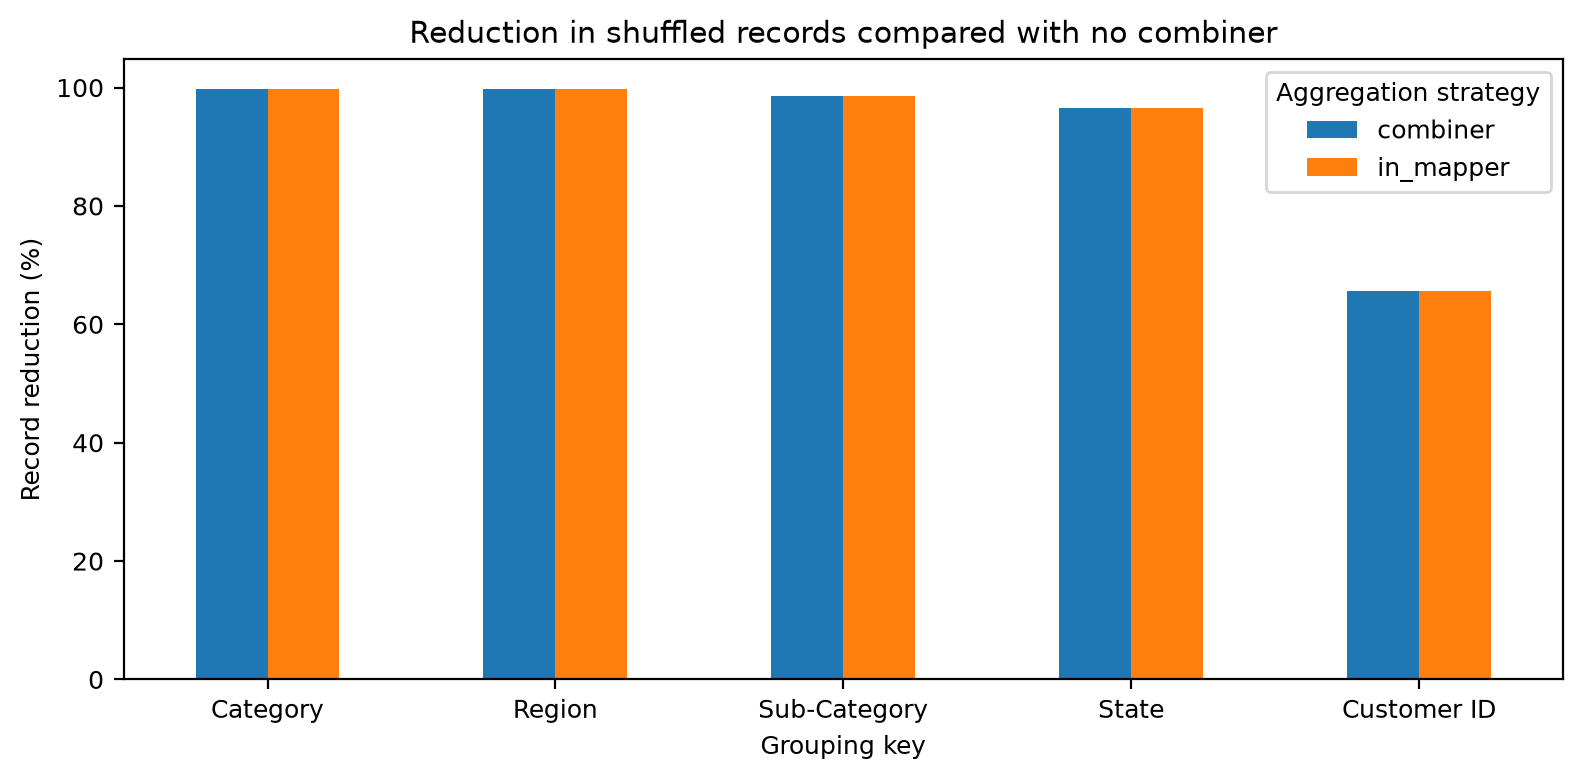 Reduction in shuffled records compared with no combiner
Record reduction (%)
100
80
60
40
20
0
Aggregation strategy
combiner
in_mapper
Category
Region
Sub-Category
State
Customer ID
Grouping key